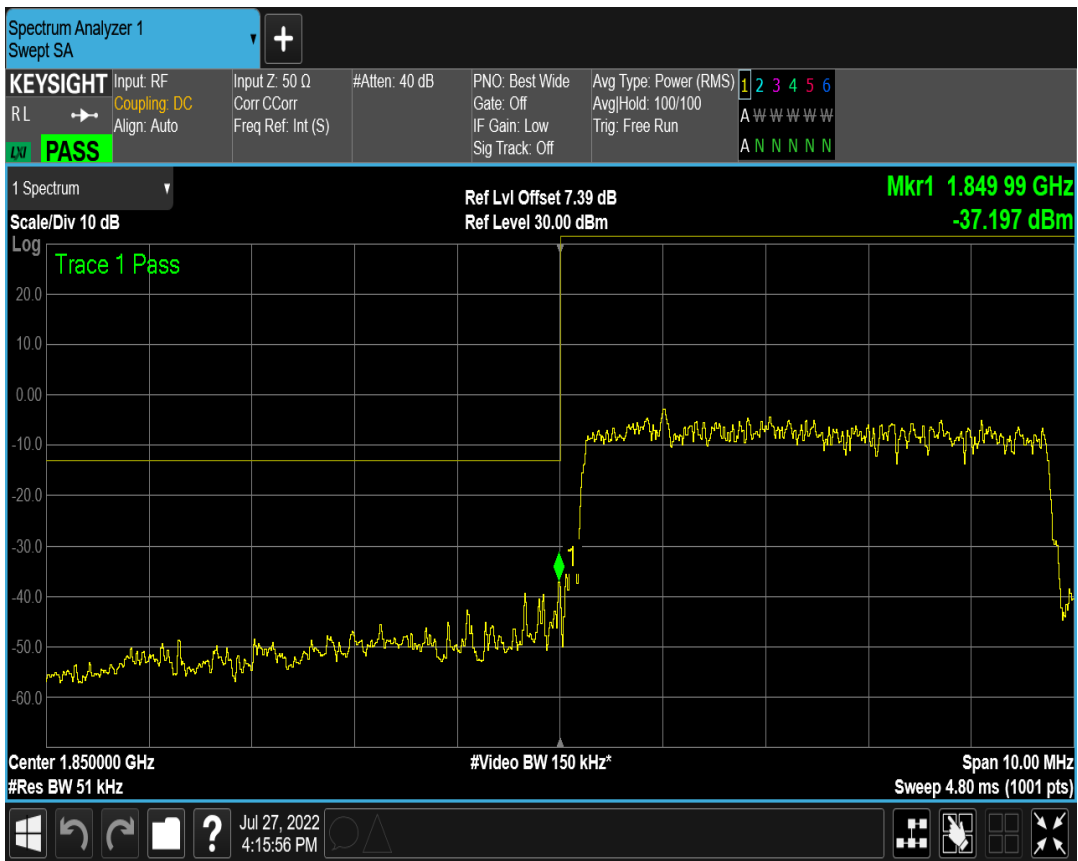 Spectrum Analyzer 1
Swept SA
+
KEYSIGHT
RL
LXI PASS
Input: RF
Coupling: DC
Align: Auto
Input Z: 50 Ω
Corr CCorr
Freq Ref: Int (S)
#Atten: 40 dB
PNO: Best Wide
Gate: Off
IF Gain: Low
Sig Track: Off
Avg Type: Power (RMS)
Avg|Hold: 100/100
Trig: Free Run
1 2 3 4 5 6
A W W W W W
A N N N N N
1 Spectrum
Scale/Div 10 dB
Ref Lvl Offset 7.39 dB
Ref Level 30.00 dBm
Mkr1 1.849 99 GHz
-37.197 dBm
Log
Trace 1 Pass
20.0
10.0
0.00
-10.0
-20.0
-30.0
1
-40.0
-50.0
-60.0
Center 1.850000 GHz
#Res BW 51 kHz
#Video BW 150 kHz*
Span 10.00 MHz
Sweep 4.80 ms (1001 pts)
?
Jul 27, 2022
4:15:56 PM